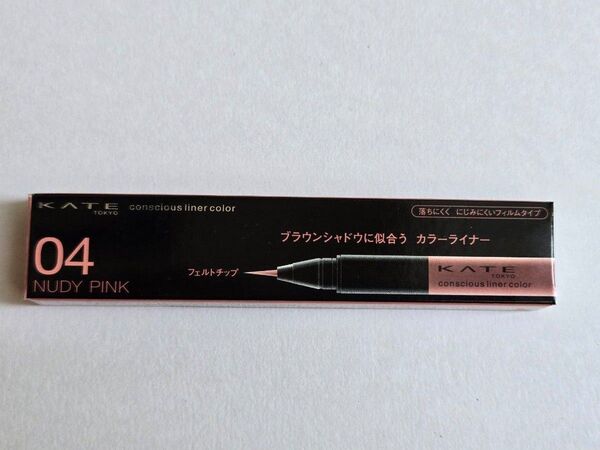 KATE
TOKYO
conscious liner color
落ちにくく にじみにくいフィルムタイプ
04
NUDY PINK
ブラウンシャドウに似合う カラーライナー
フェルトチップ
KATE
TOKYO
conscious liner color